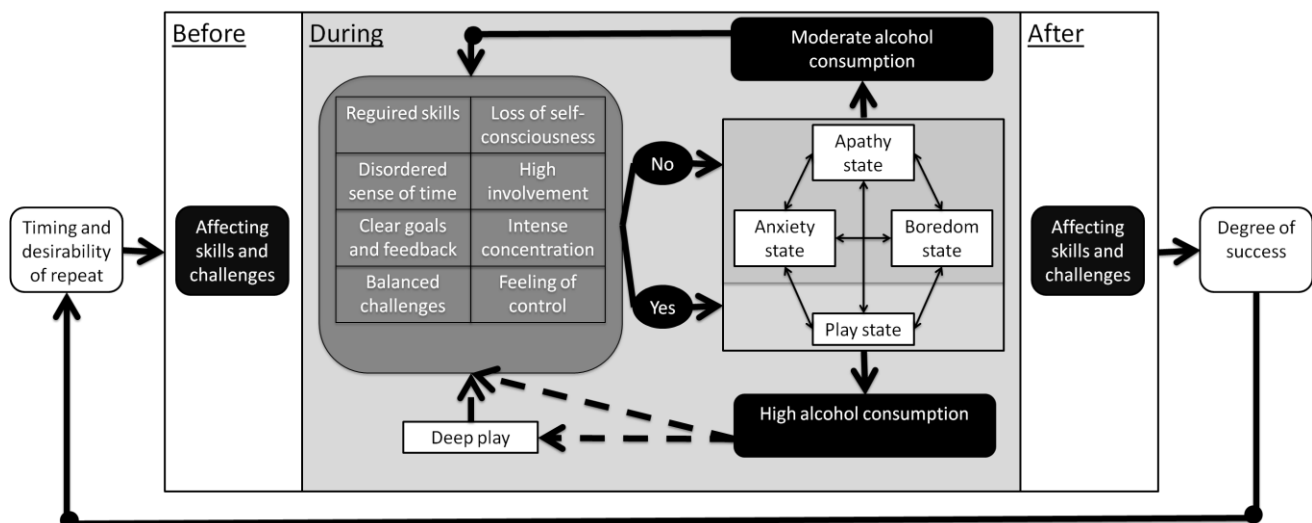 Before
During
After
Moderate alcohol
consumption
Reguired skills
Loss of self-
consciousness
Disordered
sense of time
High
involvement
Clear goals
and feedback
Intense
concentration
Balanced
challenges
Feeling of
control
No
Yes
Apathy
state
Anxiety
state
Boredom
state
Play state
Timing and
desirability
of repeat
Affecting
skills and
challenges
Affecting
skills and
challenges
Degree of
success
High alcohol consumption
Deep play